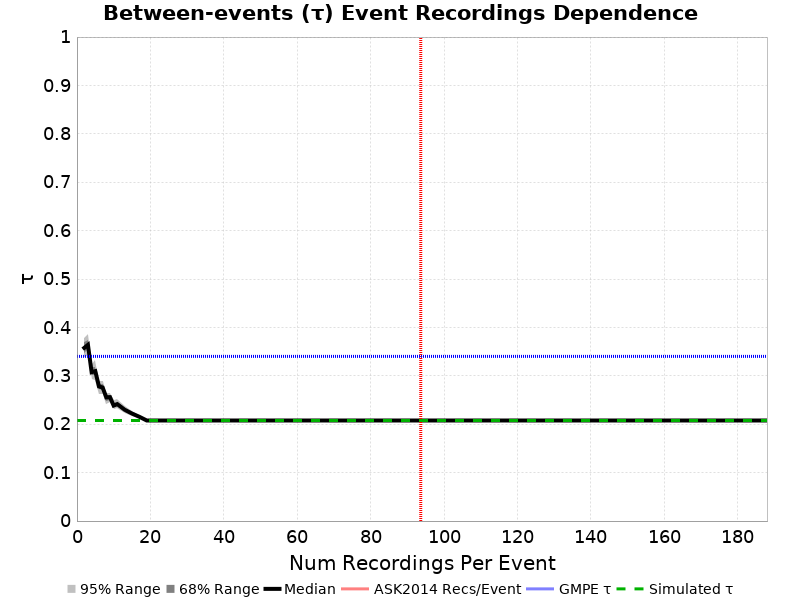 Between-events (τ) Event Recordings Dependence
1
0.9
0.8
0.7
0.6
0.5
0.4
0.3
0.2
0.1
0
τ
0 20 40 60 80 100 120 140 160 180
Num Recordings Per Event
95% Range 68% Range Median ASK2014 Recs/Event GMPE τ Simulated τ